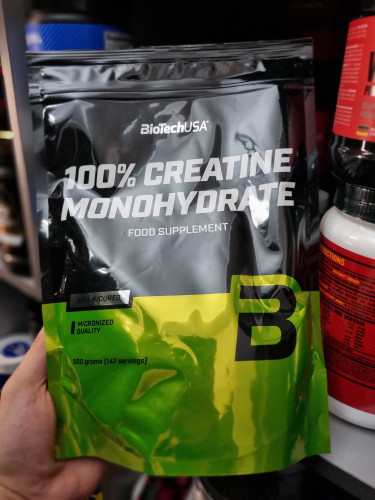 BioTechUSA
100% CREATINE
MONOHYDRATE
FOOD SUPPLEMENT
UNFLAVOURED
MICRONIZED
QUALITY
500 grams [147 servings]
B